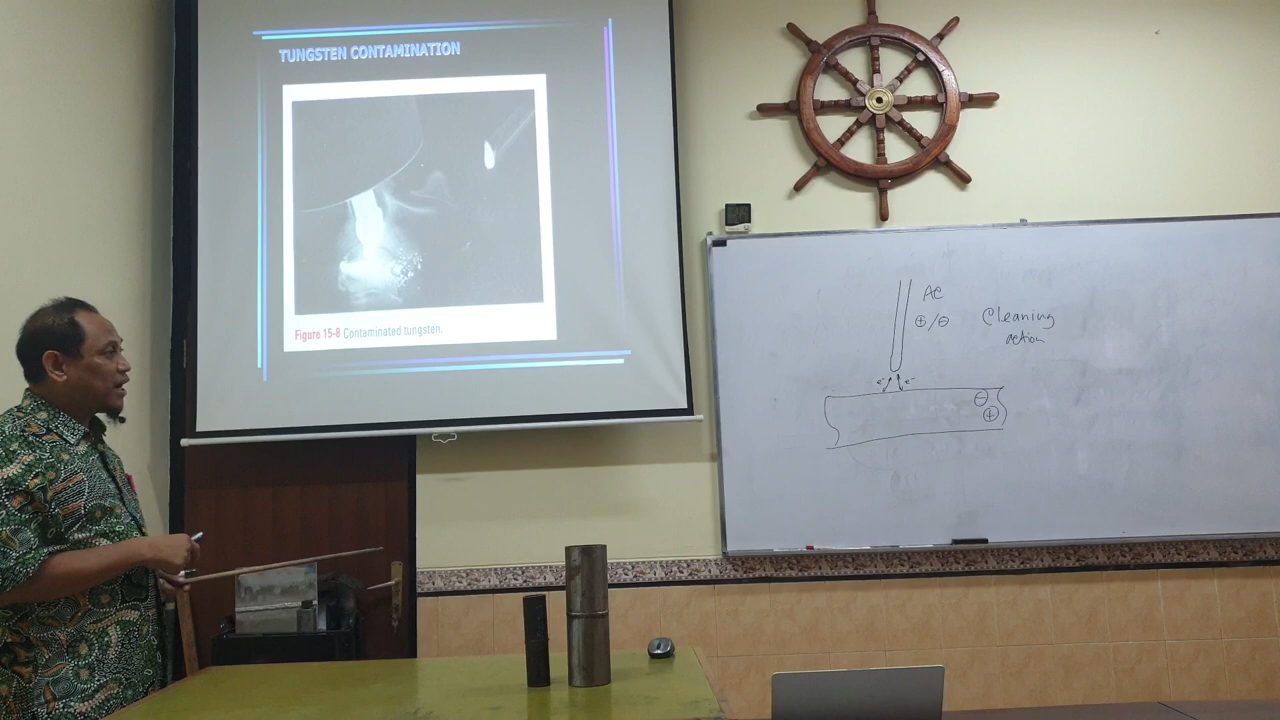 TUNGSTEN CONTAMINATION
Figure 15-8 Contaminated tungsten.
AC
⊕/⊖
Cleaning
action
e⁻ e⁻
⊖
⊕